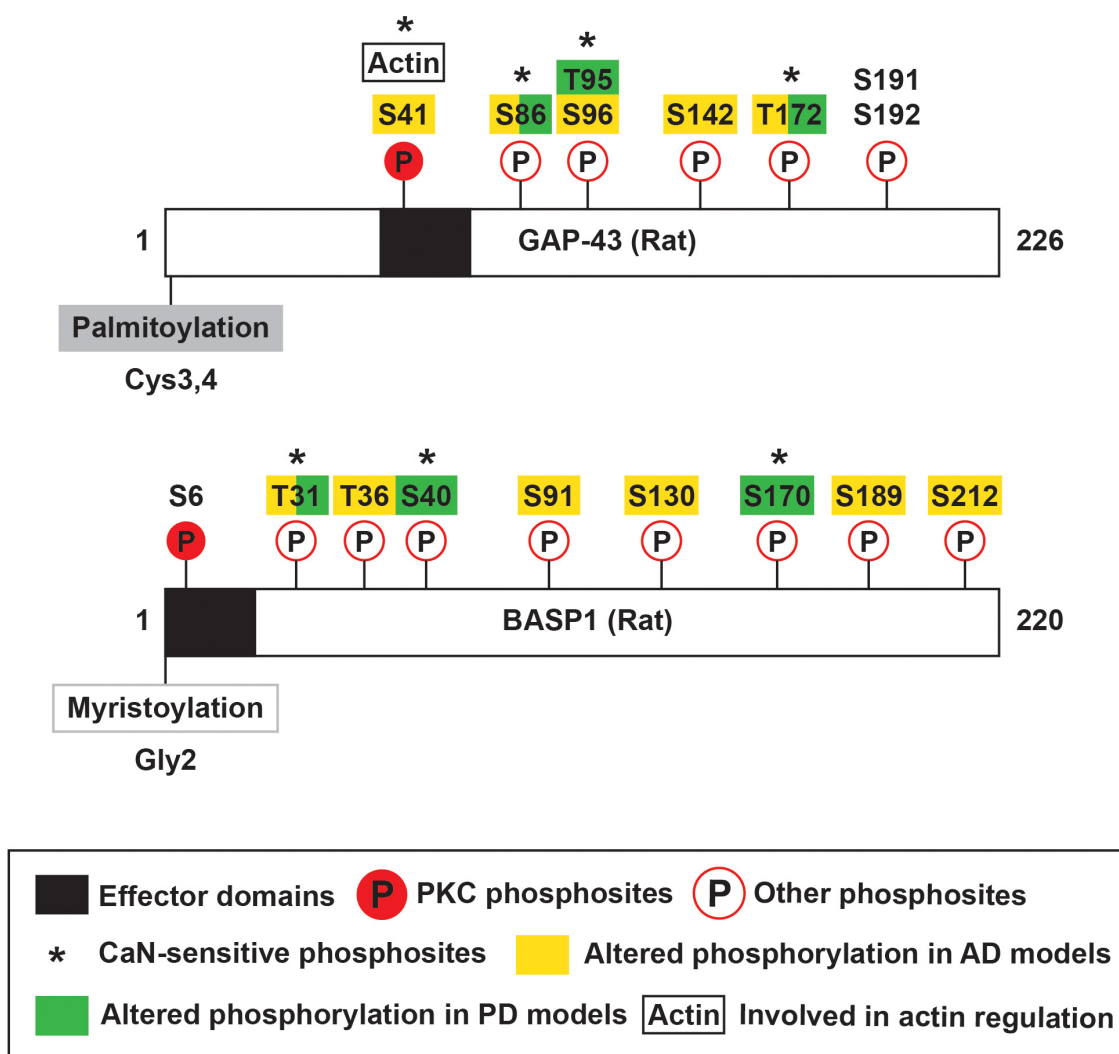 * * 
Actin * T95 * S191
S41 S86 S96 S142 T172 S192
P P P P P P
1 GAP-43 (Rat) 226
Palmitoylation
Cys3,4
* * *
S6 T31 T36 S40 S91 S130 S170 S189 S212
P P P P P P P P P
1 BASP1 (Rat) 220
Myristoylation
Gly2
Effector domains P PKC phosphosites P Other phosphosites
* CaN-sensitive phosphosites Altered phosphorylation in AD models
Altered phosphorylation in PD models Actin Involved in actin regulation